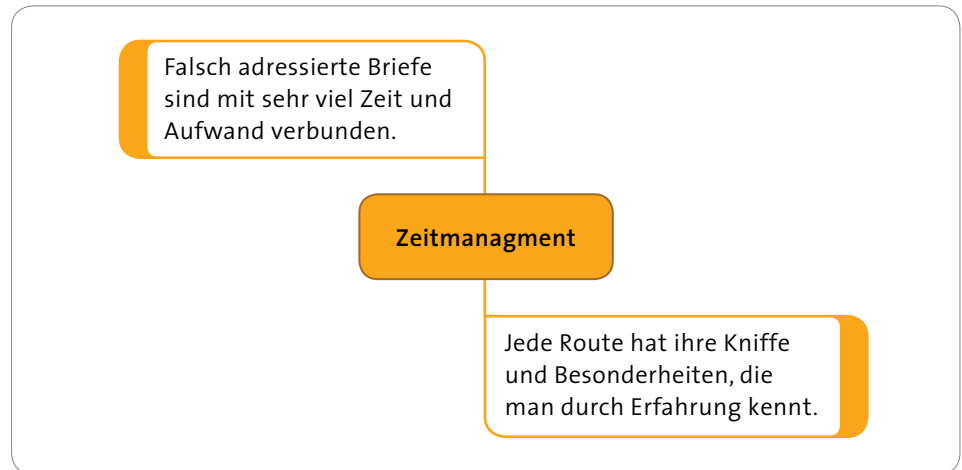 Falsch adressierte Briefe
sind mit sehr viel Zeit und
Aufwand verbunden.
Zeitmanagment
Jede Route hat ihre Kniffe
und Besonderheiten, die
man durch Erfahrung kennt.